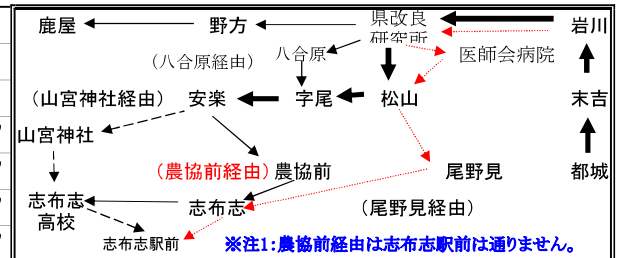 鹿屋 野方 県改良 岩川
研究所
(八合原経由) 八合原 医師会病院
(山宮神社経由) 安楽 字尾 松山 末吉
山宮神社
(農協前経由) 農協前 尾野見 都城
志布志 志布志 (尾野見経由)
高校
志布志駅前 ※注1:農協前経由は志布志駅前は通りません。